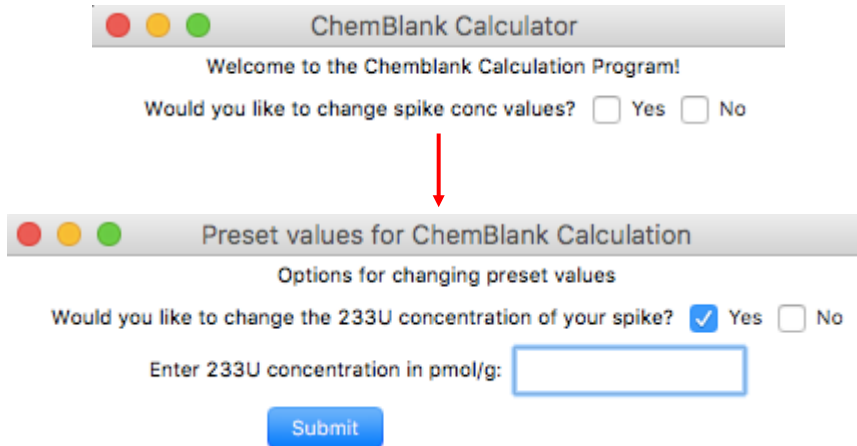 ChemBlank Calculator
Welcome to the Chemblank Calculation Program!
Would you like to change spike conc values? Yes No
Preset values for ChemBlank Calculation
Options for changing preset values
Would you like to change the 233U concentration of your spike? Yes No
Enter 233U concentration in pmol/g:
Submit